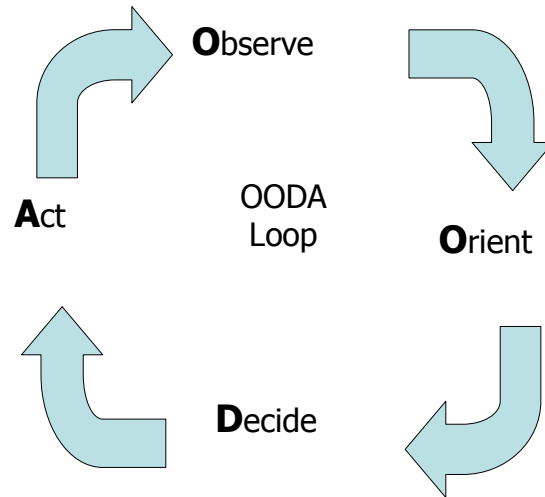 Observe
OODA
Loop
Act
Orient
Decide